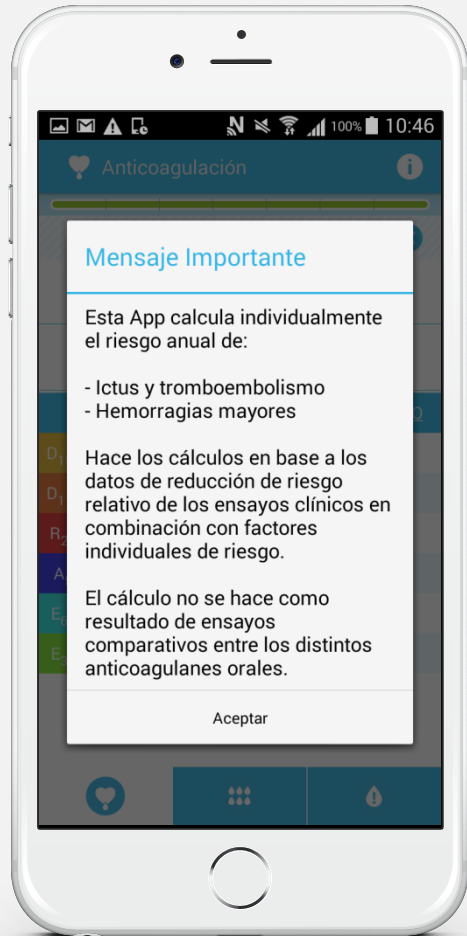 100% 10:46
Anticoagulación
Mensaje Importante
Esta App calcula individualmente
el riesgo anual de:
- Ictus y tromboembolismo
- Hemorragias mayores
Hace los cálculos en base a los
datos de reducción de riesgo
relativo de los ensayos clínicos en
combinación con factores
individuales de riesgo.
El cálculo no se hace como
resultado de ensayos
comparativos entre los distintos
anticoagulanes orales.
Aceptar